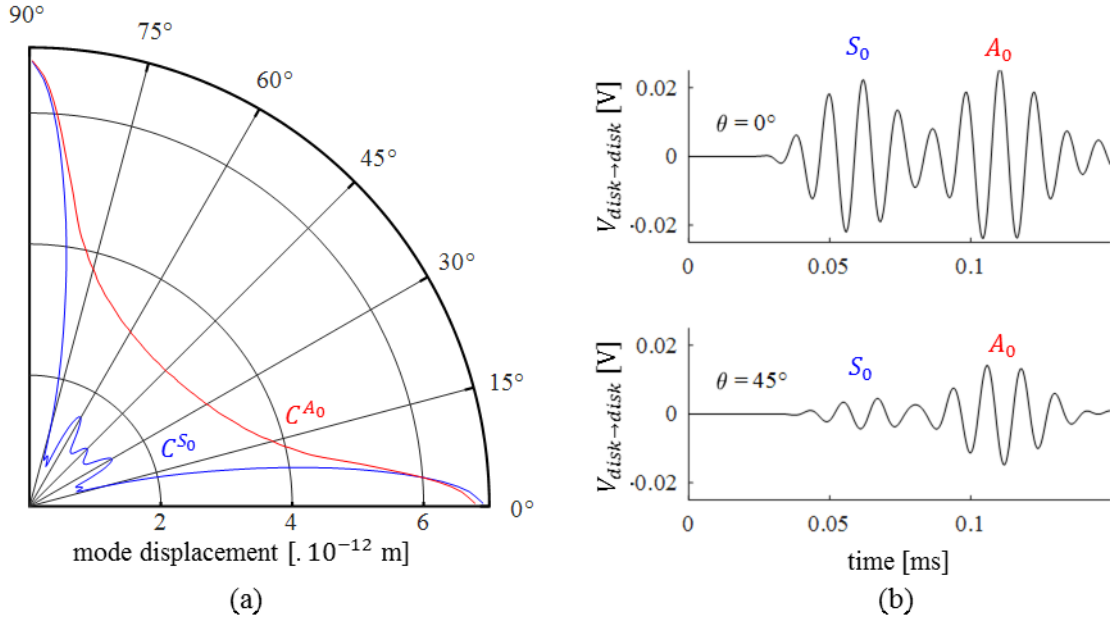 90°
75°
60°
45°
30°
15°
0°
C^{A_0}
C^{S_0}
2
4
6
mode displacement [. 10^{-12} m]
(a)
S_0
A_0
V_{disk→disk} [V]
0.02
0
-0.02
θ = 0°
0
0.05
0.1
S_0
A_0
V_{disk→disk} [V]
0.02
0
-0.02
θ = 45°
0
0.05
0.1
time [ms]
(b)